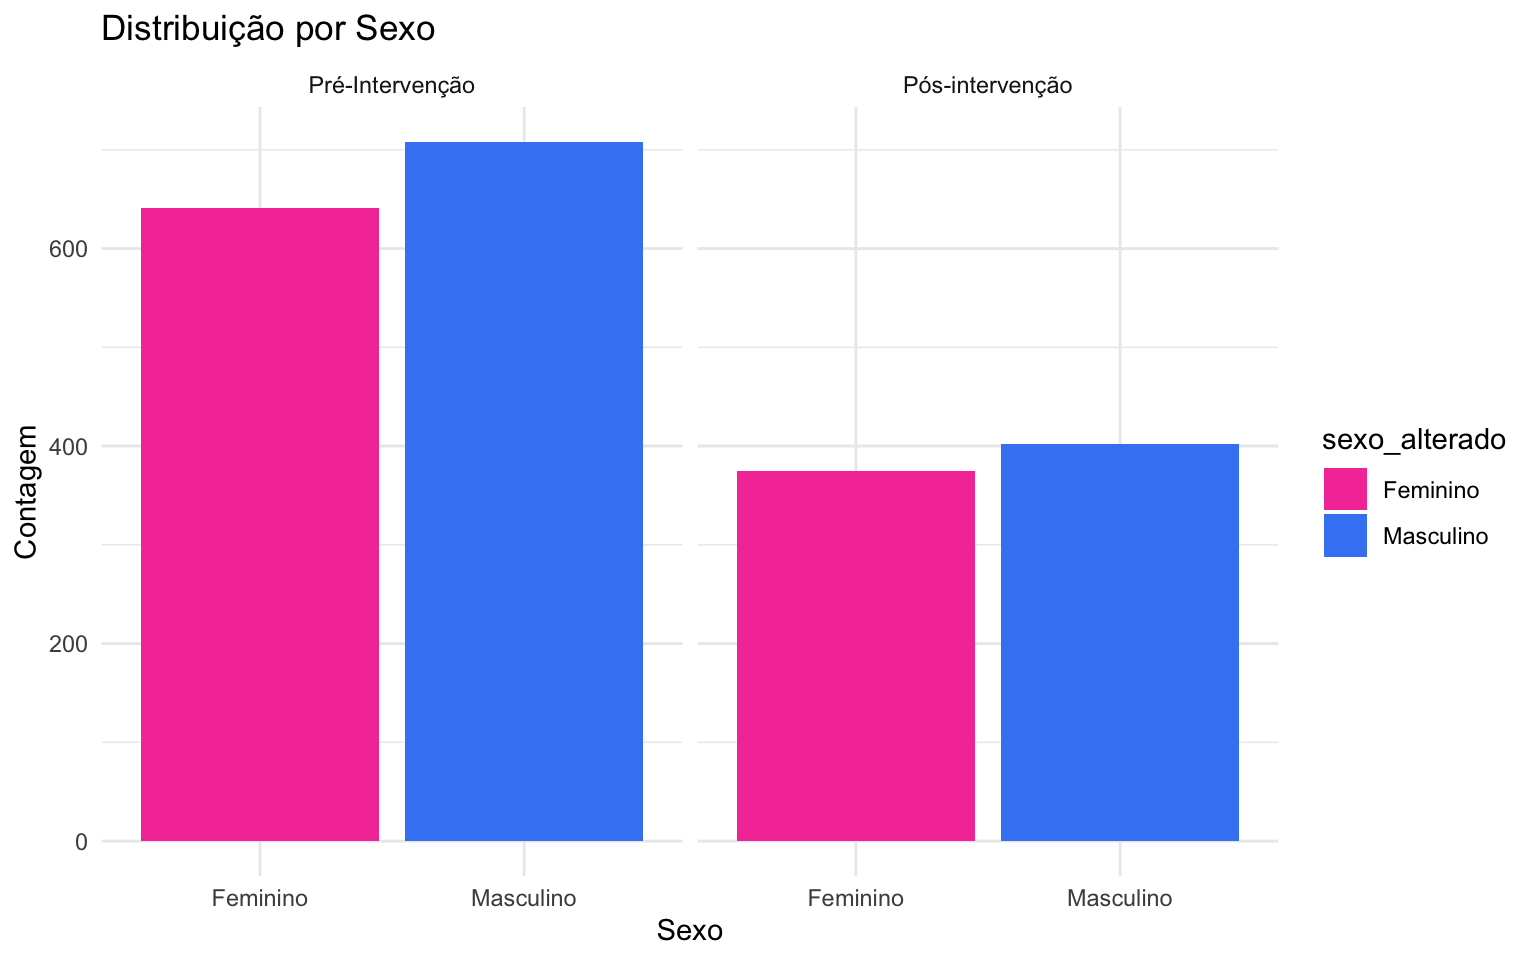 Distribuição por Sexo
Pré-Intervenção
Pós-intervenção
600
400
200
0
Contagem
Feminino
Masculino
Feminino
Masculino
Sexo
sexo_alterado
Feminino
Masculino